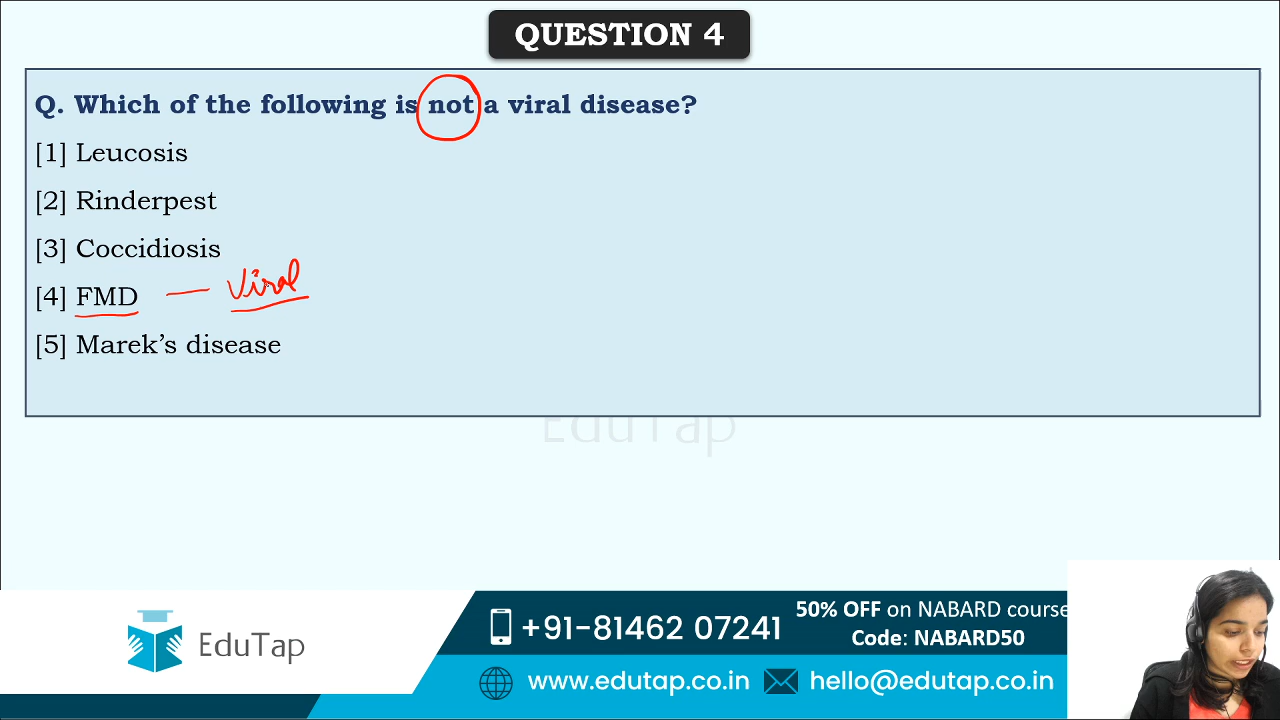 QUESTION 4
Q. Which of the following is not a viral disease?
[1] Leucosis
[2] Rinderpest
[3] Coccidiosis
[4] FMD — Viral
[5] Marek’s disease
EduTap
EduTap
+91-81462 07241
50% OFF on NABARD course
Code: NABARD50
www.edutap.co.in
hello@edutap.co.in